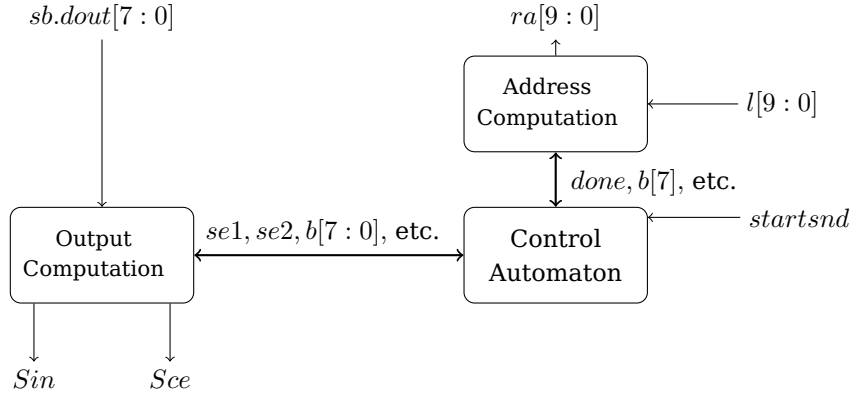 sb.dout[7 : 0]
ra[9 : 0]
Address
Computation
l[9 : 0]
done, b[7], etc.
Output
Computation
se1, se2, b[7 : 0], etc.
Control
Automaton
startsnd
Sin
Sce